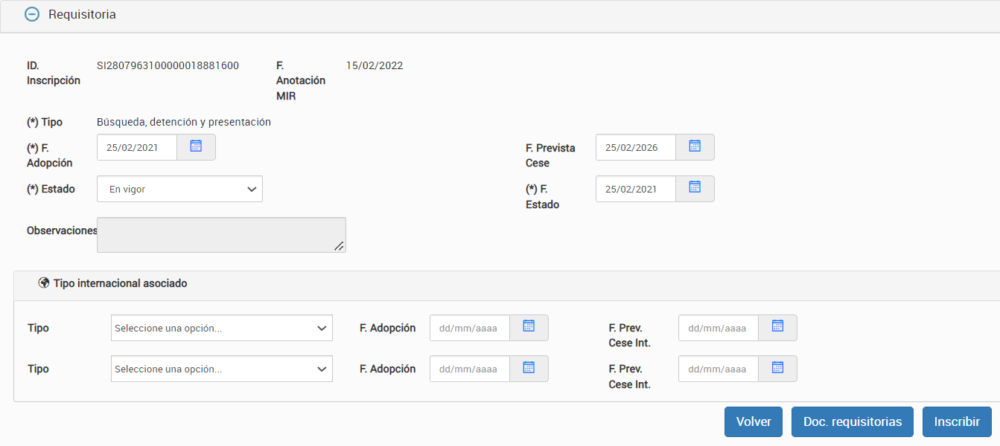 Requisitoria
ID. Inscripción SI2807963100000018881600 F. Anotación MIR 15/02/2022
(*) Tipo Búsqueda, detención y presentación
(*) F. Adopción 25/02/2021 F. Prevista Cese 25/02/2026
(*) Estado En vigor (*) F. Estado 25/02/2021
Observaciones
Tipo internacional asociado
Tipo Seleccione una opción... F. Adopción dd/mm/aaaa F. Prev. Cese Int. dd/mm/aaaa
Tipo Seleccione una opción... F. Adopción dd/mm/aaaa F. Prev. Cese Int. dd/mm/aaaa
Volver Doc. requisitorias Inscribir